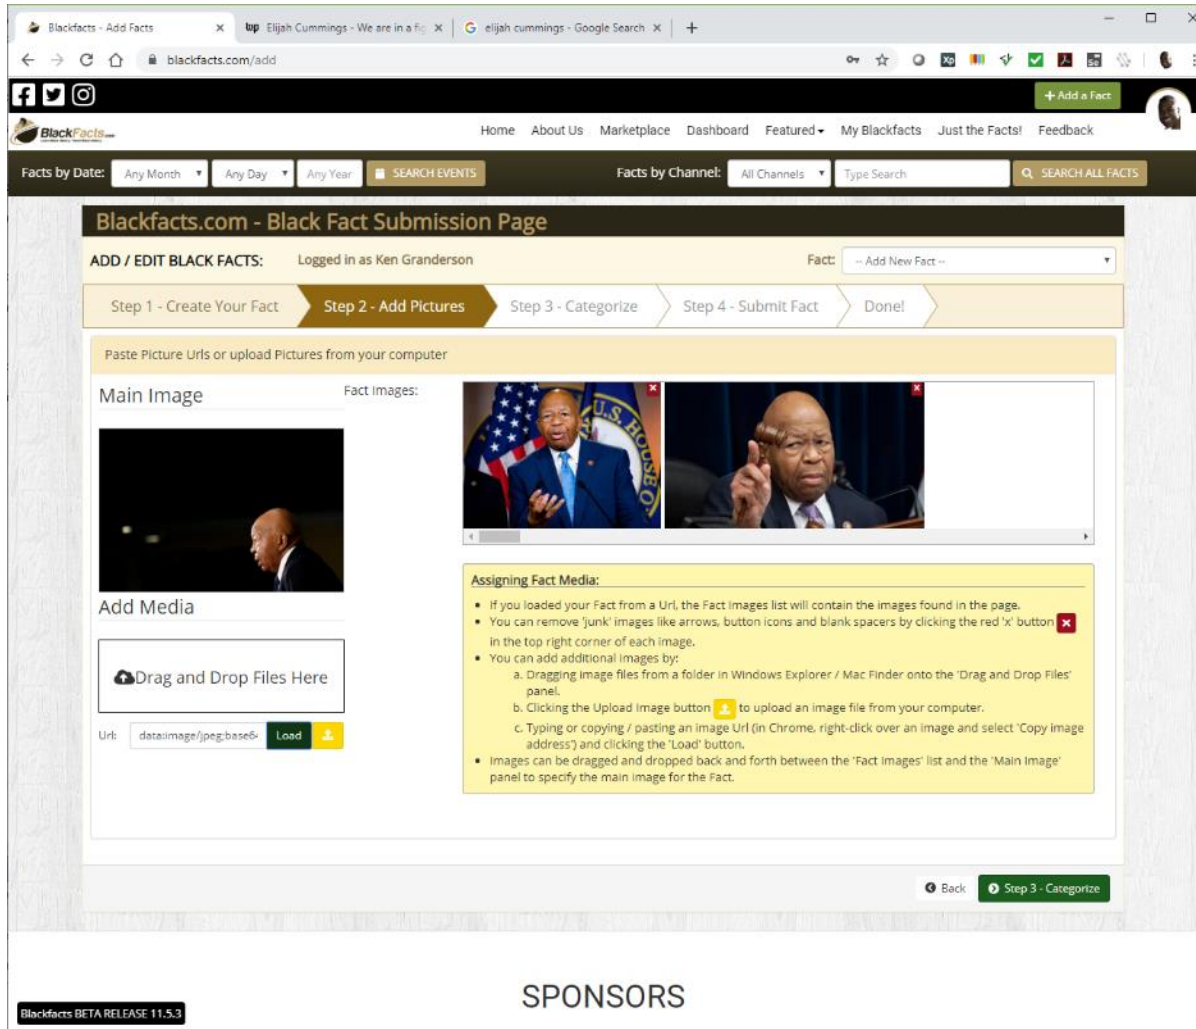 Blackfacts - Add Facts
top Elijah Cummings - We are in a fig
elijah cummings - Google Search
blackfacts.com/add
+ Add a Fact
BlackFacts.com
Home About Us Marketplace Dashboard Featured My Blackfacts Just the Facts! Feedback
Facts by Date: Any Month Any Day Any Year SEARCH EVENTS Facts by Channel: All Channels Type Search SEARCH ALL FACTS
Blackfacts.com - Black Fact Submission Page
ADD / EDIT BLACK FACTS: Logged in as Ken Granderson Fact: -- Add New Fact --
Step 1 - Create Your Fact Step 2 - Add Pictures Step 3 - Categorize Step 4 - Submit Fact Done!
Paste Picture Urls or upload Pictures from your computer
Main Image
Fact Images:
U.S. HOUSE O
Add Media
Drag and Drop Files Here
Url: data:image/jpeg;base64 Load
Assigning Fact Media:
If you loaded your Fact from a Url, the Fact Images list will contain the images found in the page.
You can remove 'junk' images like arrows, button icons and blank spacers by clicking the red 'x' button
in the top right corner of each image.
You can add additional images by:
a. Dragging image files from a folder in Windows Explorer / Mac Finder onto the 'Drag and Drop Files'
panel.
b. Clicking the Upload Image button to upload an image file from your computer.
c. Typing or copying / pasting an image Url (in Chrome, right-click over an image and select 'Copy image
address') and clicking the 'Load' button.
Images can be dragged and dropped back and forth between the 'Fact Images' list and the 'Main Image'
panel to specify the main image for the Fact.
Back Step 3 - Categorize
SPONSORS
Blackfacts BETA RELEASE 11.5.3